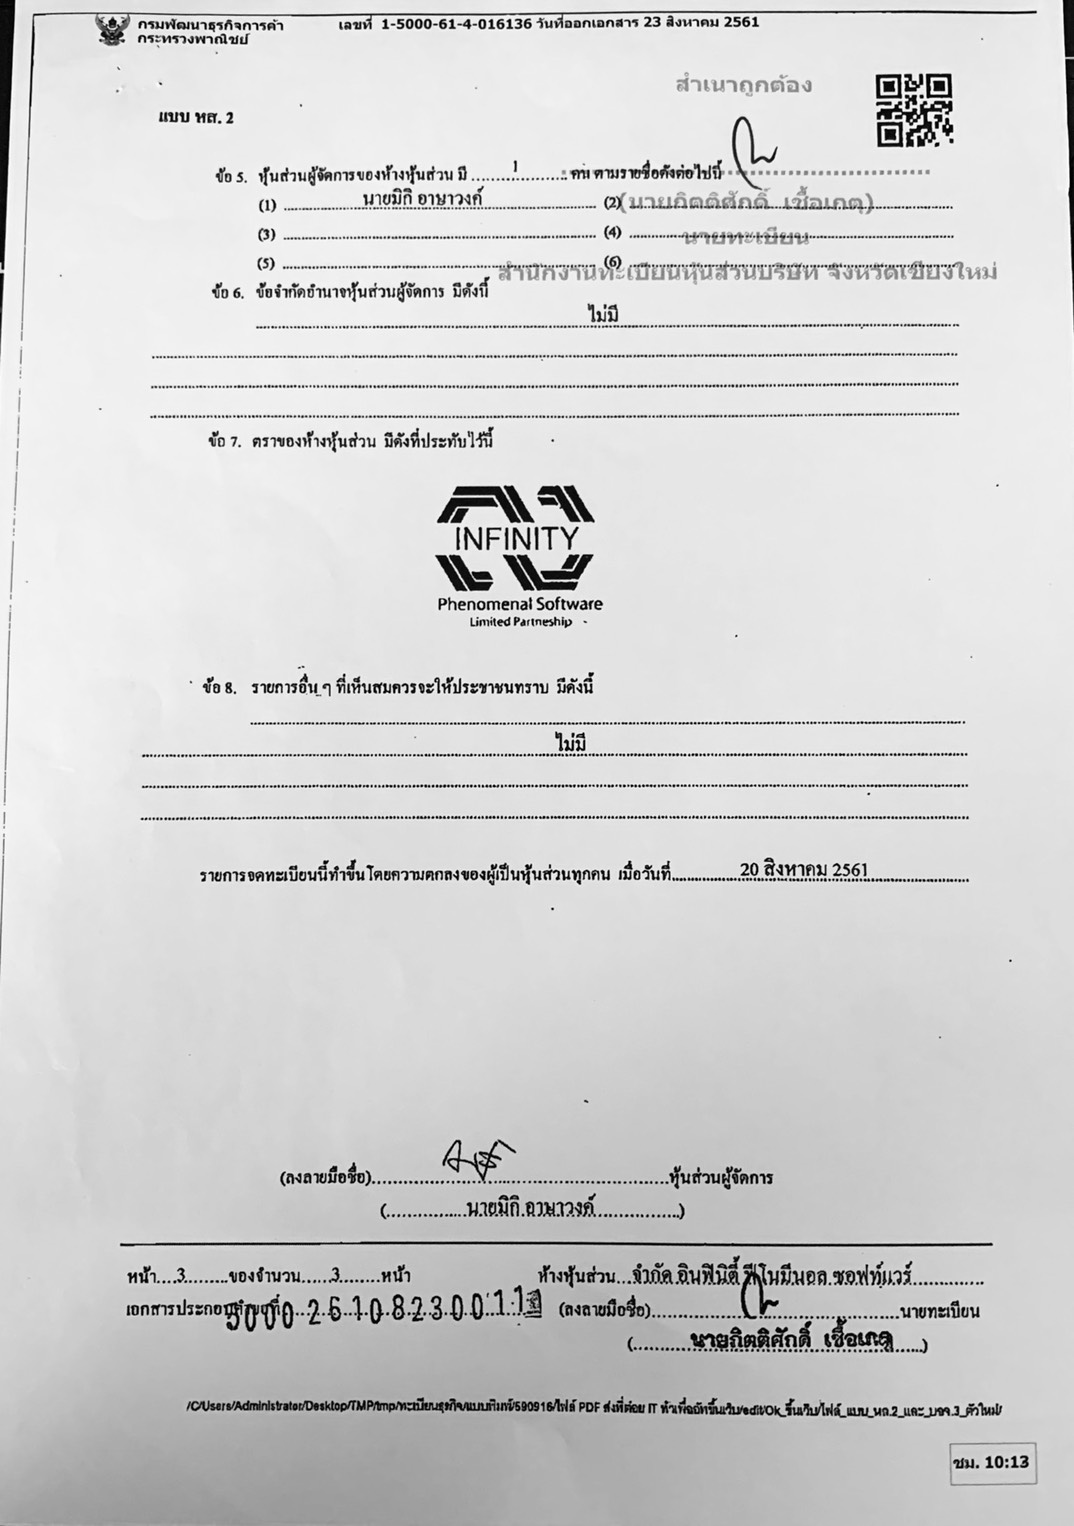 กรมพัฒนาธุรกิจการค้า
กระทรวงพาณิชย์
เลขที่ 1-5000-61-4-016136 วันที่ออกเอกสาร 23 สิงหาคม 2561
สำเนาถูกต้อง
แบบ หส. 2
ข้อ 5. หุ้นส่วนผู้จัดการของห้างหุ้นส่วน มี 1 คน ตามรายชื่อดังต่อไปนี้
(1) นายมิกิ อาษาวงค์ (2)
(นายกิตติศักดิ์ เชื้อเกตุ)
(3) (4)
นายทะเบียน
(5) (6)
สำนักงานทะเบียนหุ้นส่วนบริษัท จังหวัดเชียงใหม่
ข้อ 6. ข้อจำกัดอำนาจหุ้นส่วนผู้จัดการ มีดังนี้
ไม่มี
ข้อ 7. ตราของห้างหุ้นส่วน มีดังที่ประทับไว้นี้
INFINITY
Phenomenal Software
Limited Partneship
ข้อ 8. รายการอื่น ๆ ที่เห็นสมควรจะให้ประชาชนทราบ มีดังนี้
ไม่มี
รายการจดทะเบียนนี้ทำขึ้นโดยความตกลงของผู้เป็นหุ้นส่วนทุกคน เมื่อวันที่ 20 สิงหาคม 2561
(ลงลายมือชื่อ) หุ้นส่วนผู้จัดการ
( นายมิกิ อาษาวงค์ )
หน้า 3 ของจำนวน 3 หน้า
ห้างหุ้นส่วน จำกัด อินฟินิตี้ ฟีโนมีนอล ซอฟท์แวร์
เอกสารประกอบคำขอที่ 500026108230011
(ลงลายมือชื่อ) นายทะเบียน
( นายกิตติศักดิ์ เชื้อเกตุ )
/C/Users/Administrator/Desktop/TMP/tmp/ทะเบียนธุรกิจ/แบบพิมพ์/590916/ไฟล์ PDF ส่งที่ต่อย IT ทำเพื่ออัพขึ้นเว็บ/edit/Ok_ขึ้นเว็บ/ไฟล์_แบบ_หถ.2_และ_บอจ.3_ตัวใหม่/
ชม. 10:13